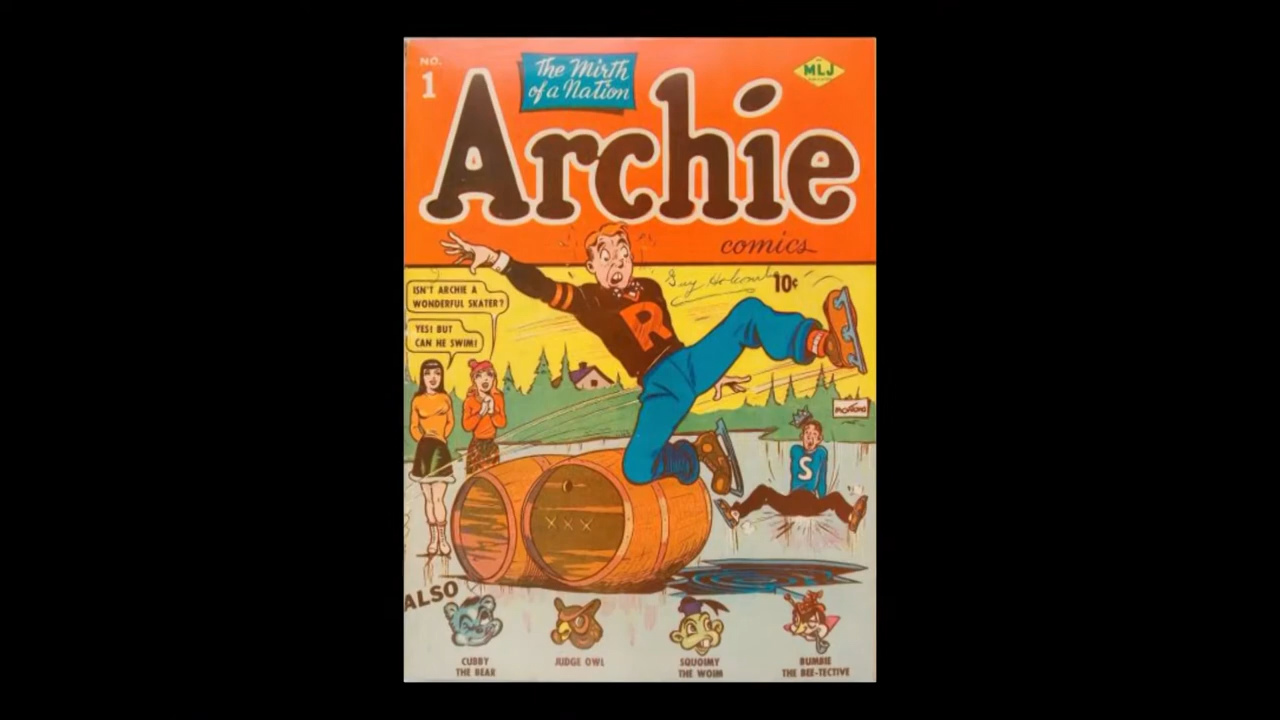 NO.
1
The Mirth
of a Nation
MLJ
Archie
comics
10¢
ISN'T ARCHIE A
WONDERFUL SKATER?
YES! BUT
CAN HE SWIM!
R
S
XXX
ALSO
CUBBY
THE BEAR
JUDGE OWL
SQUOIMY
THE WOIM
BUMBIE
THE BEE-TECTIVE